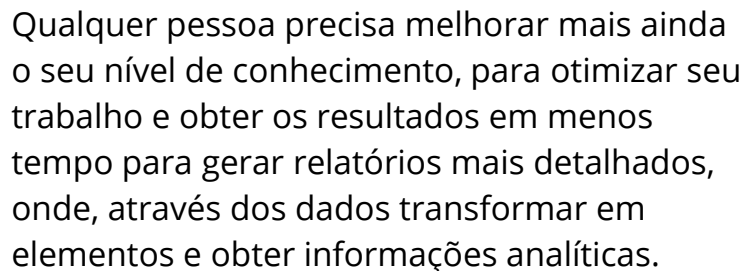 Qualquer pessoa precisa melhorar mais ainda
o seu nível de conhecimento, para otimizar seu
trabalho e obter os resultados em menos
tempo para gerar relatórios mais detalhados,
onde, através dos dados transformar em
elementos e obter informações analíticas.